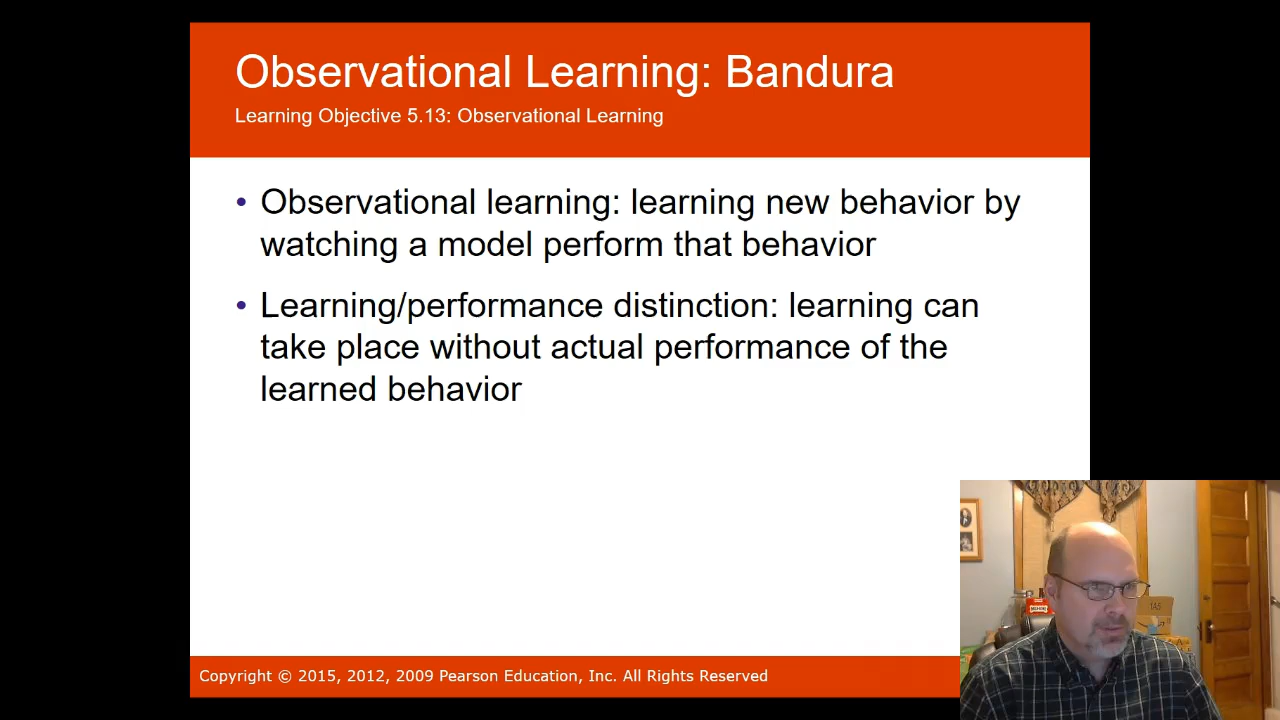 Observational Learning: Bandura
Learning Objective 5.13: Observational Learning
• Observational learning: learning new behavior by
watching a model perform that behavior
• Learning/performance distinction: learning can
take place without actual performance of the
learned behavior
Copyright © 2015, 2012, 2009 Pearson Education, Inc. All Rights Reserved